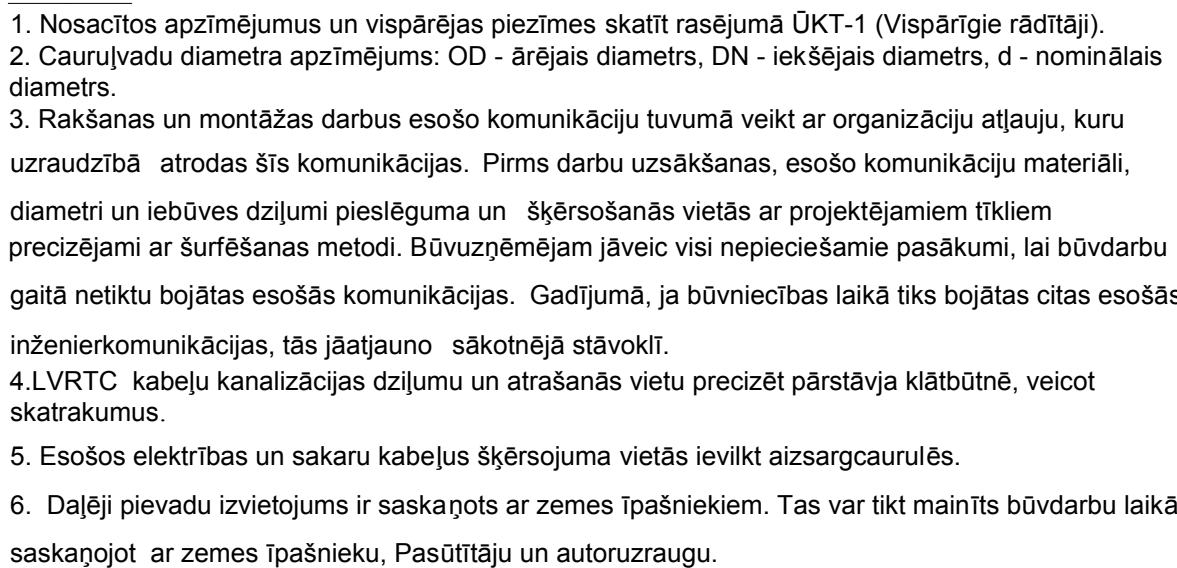 1. Nosacītos apzīmējumus un vispārējas piezīmes skatīt rasējumā ŪKT-1 (Vispārīgie rādītāji).
2. Cauruļvadu diametra apzīmējums: OD - ārējais diametrs, DN - iekšējais diametrs, d - nominālais
diametrs.
3. Rakšanas un montāžas darbus esošo komunikāciju tuvumā veikt ar organizāciju atļauju, kuru
uzraudzībā atrodas šīs komunikācijas. Pirms darbu uzsākšanas, esošo komunikāciju materiāli,
diametri un iebūves dziļumi pieslēguma un šķērsošanās vietās ar projektējamiem tīkliem
precizējami ar šurfēšanas metodi. Būvuzņēmējam jāveic visi nepieciešamie pasākumi, lai būvdarbu
gaitā netiktu bojātas esošās komunikācijas. Gadījumā, ja būvniecības laikā tiks bojātas citas esošās
inženierkomunikācijas, tās jāatjauno sākotnējā stāvoklī.
4.LVRTC kabeļu kanalizācijas dziļumu un atrašanās vietu precizēt pārstāvja klātbūtnē, veicot
skatrakumus.
5. Esošos elektrības un sakaru kabeļus šķērsojuma vietās ievilkt aizsargcaurulēs.
6. Daļēji pievadu izvietojums ir saskaņots ar zemes īpašniekiem. Tas var tikt mainīts būvdarbu laikā
saskaņojot ar zemes īpašnieku, Pasūtītāju un autoruzraugu.